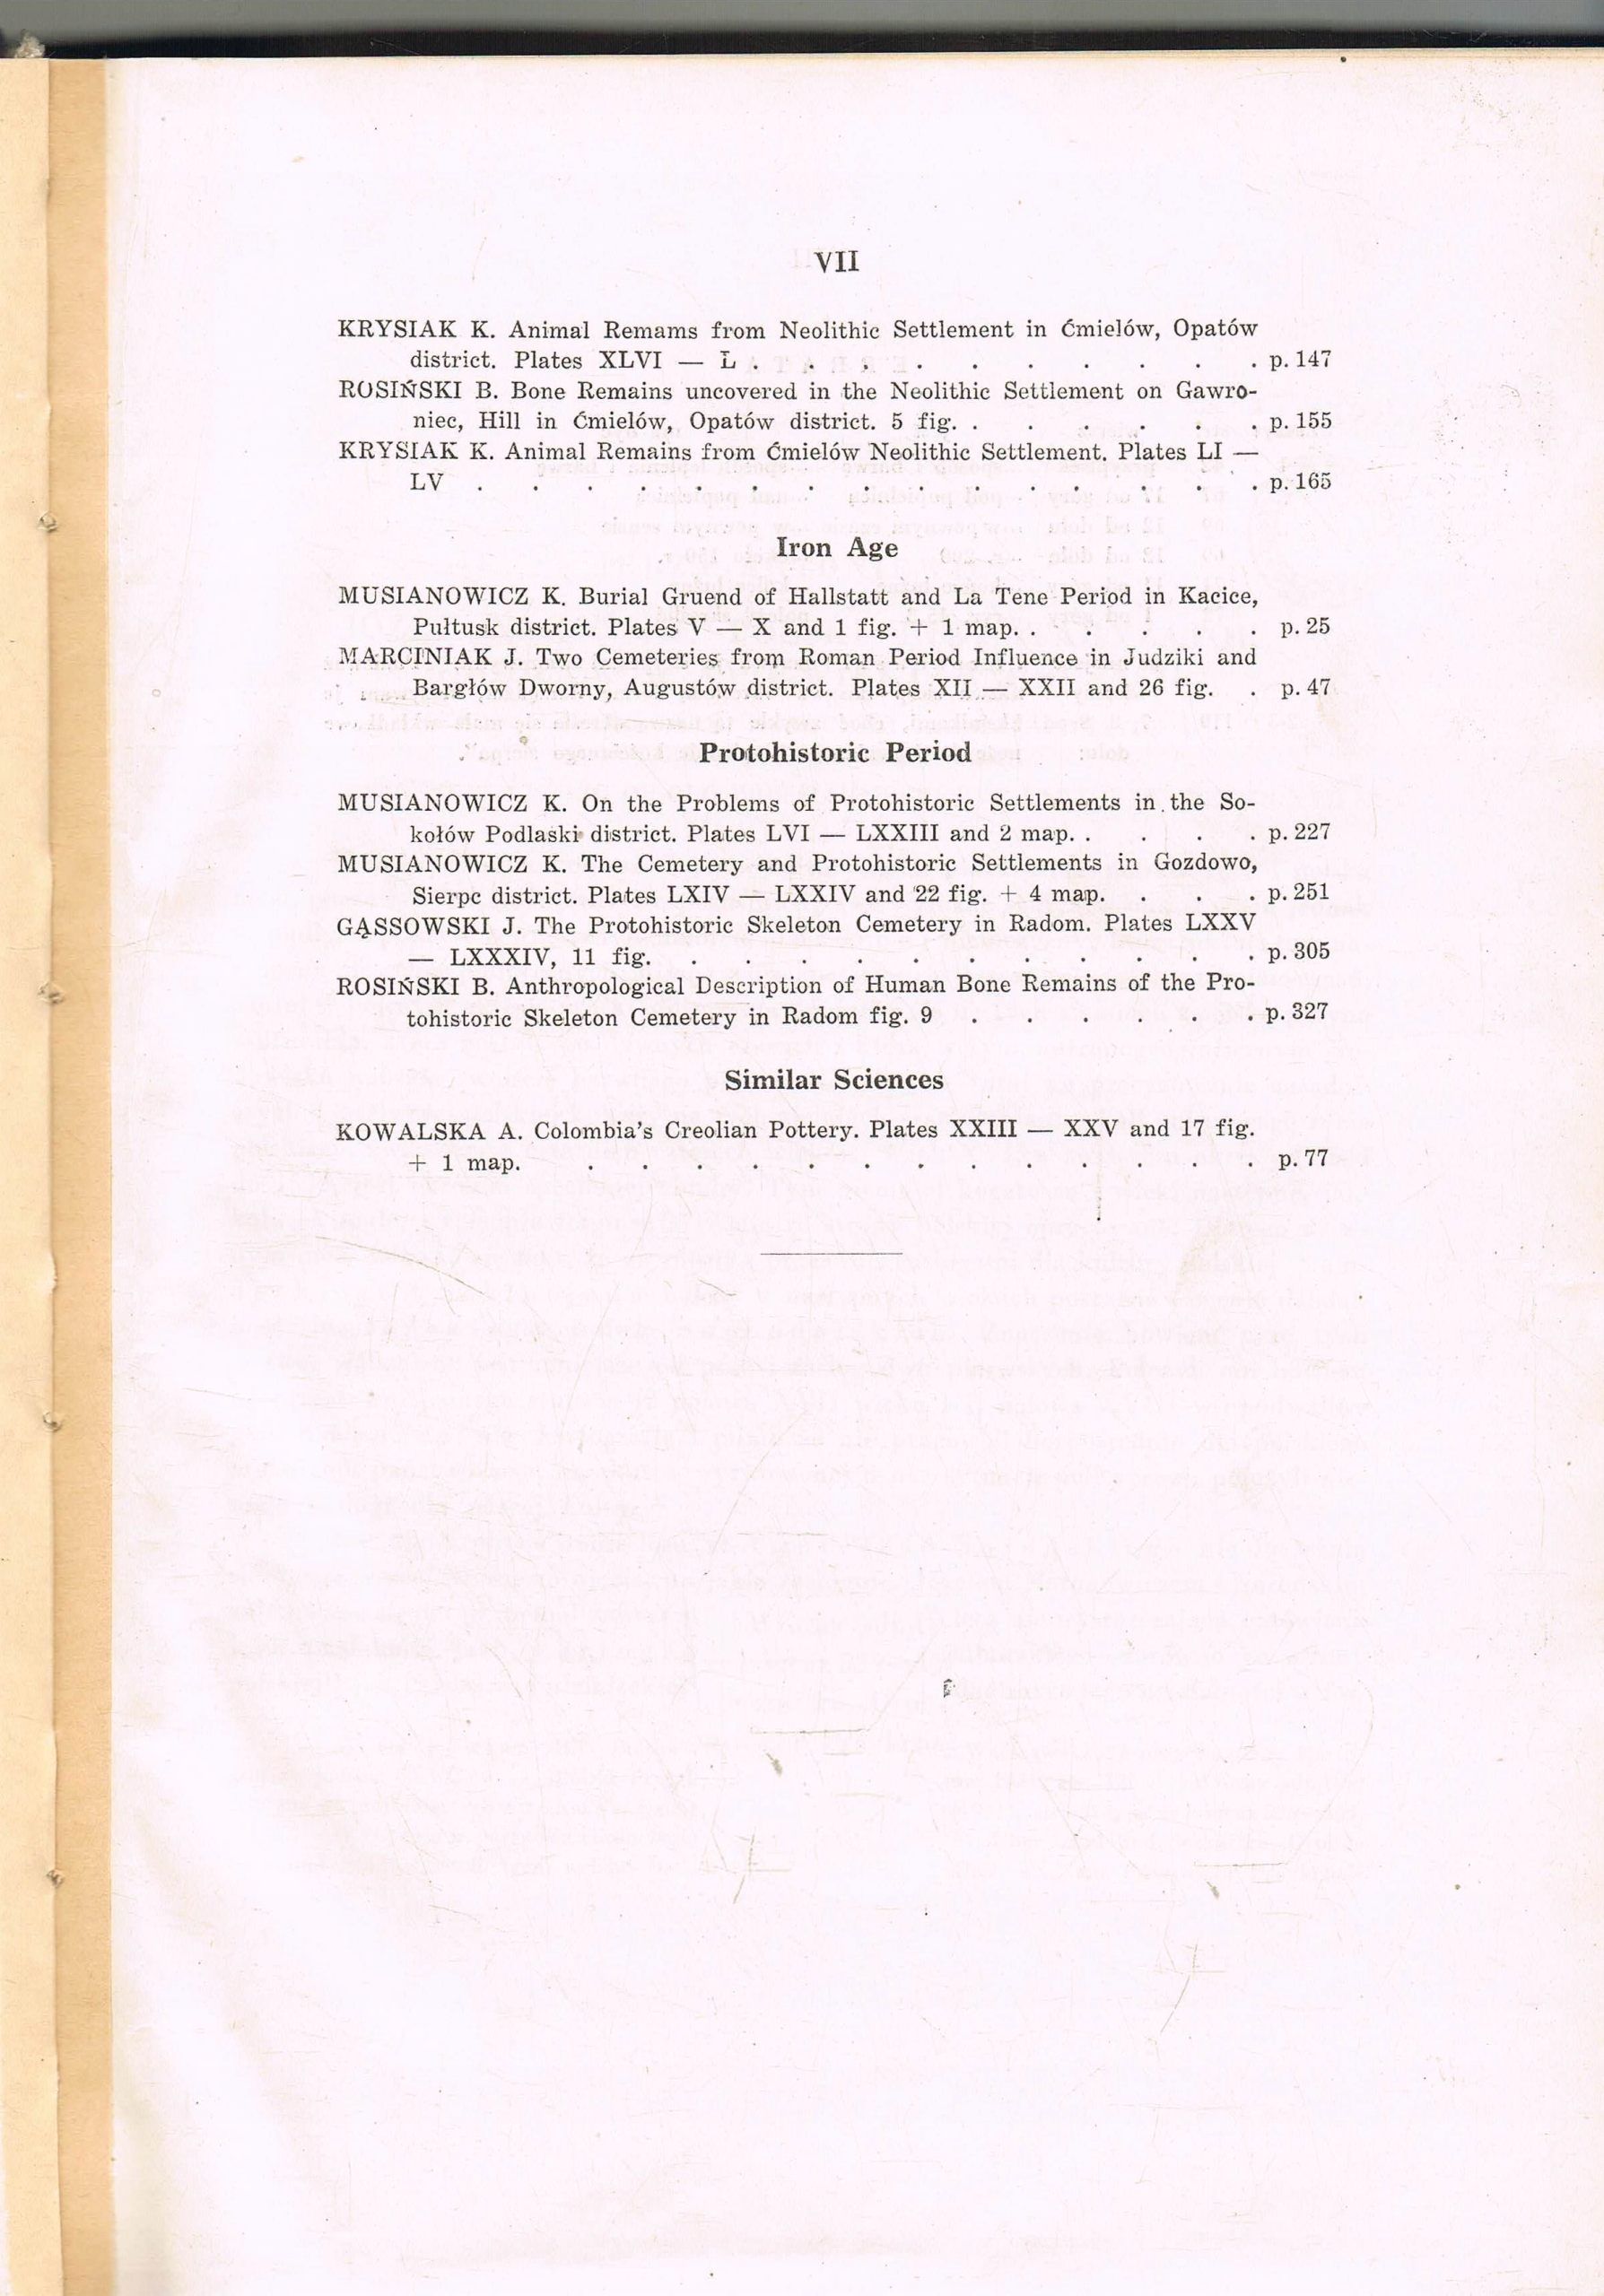 VII
KRYSIAK K. Animal Remams from Neolithic Settlement in Ćmielów, Opatów
district. Plates XLVI — L . . . . . . . . . . p. 147
ROSIŃSKI B. Bone Remains uncovered in the Neolithic Settlement on Gawro-
niec, Hill in Ćmielów, Opatów district. 5 fig. . . . . . . p. 155
KRYSIAK K. Animal Remains from Ćmielów Neolithic Settlement. Plates LI —
LV . . . . . . . . . . . . . . . p. 165
Iron Age
MUSIANOWICZ K. Burial Gruend of Hallstatt and La Tene Period in Kacice,
Pułtusk district. Plates V — X and 1 fig. + 1 map. . . . . . p. 25
MARCINIAK J. Two Cemeteries from Roman Period Influence in Judziki and
Bargłów Dworny, Augustów district. Plates XII — XXII and 26 fig. . p. 47
Protohistoric Period
MUSIANOWICZ K. On the Problems of Protohistoric Settlements in the So-
kołów Podlaski district. Plates LVI — LXXIII and 2 map. . . . . p. 227
MUSIANOWICZ K. The Cemetery and Protohistoric Settlements in Gozdowo,
Sierpc district. Plates LXIV — LXXIV and 22 fig. + 4 map. . . . p. 251
GĄSSOWSKI J. The Protohistoric Skeleton Cemetery in Radom. Plates LXXV
— LXXXIV, 11 fig. . . . . . . . . . . . p. 305
ROSIŃSKI B. Anthropological Description of Human Bone Remains of the Pro-
tohistoric Skeleton Cemetery in Radom fig. 9 . . . . . . p. 327
Similar Sciences
KOWALSKA A. Colombia's Creolian Pottery. Plates XXIII — XXV and 17 fig.
+ 1 map. . . . . . . . . . . . . . p. 77